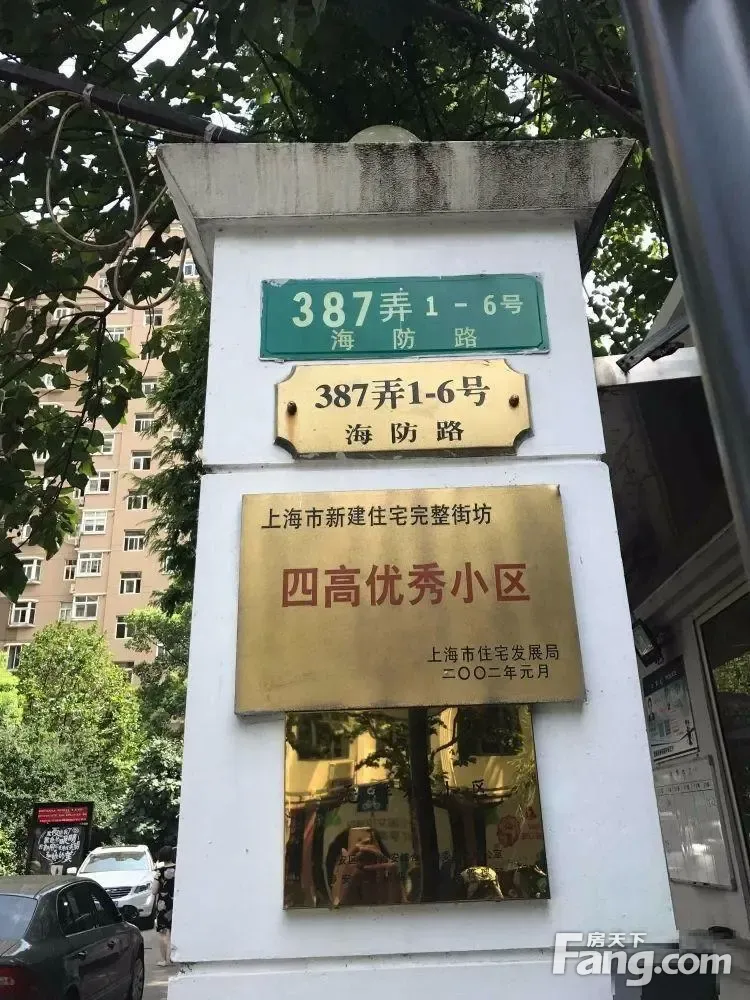 387弄 1-6号
海防路
387弄1-6号
海防路
上海市新建住宅完整街坊
四高优秀小区
上海市住宅发展局
二〇〇二年元月
房天下
Fang.com